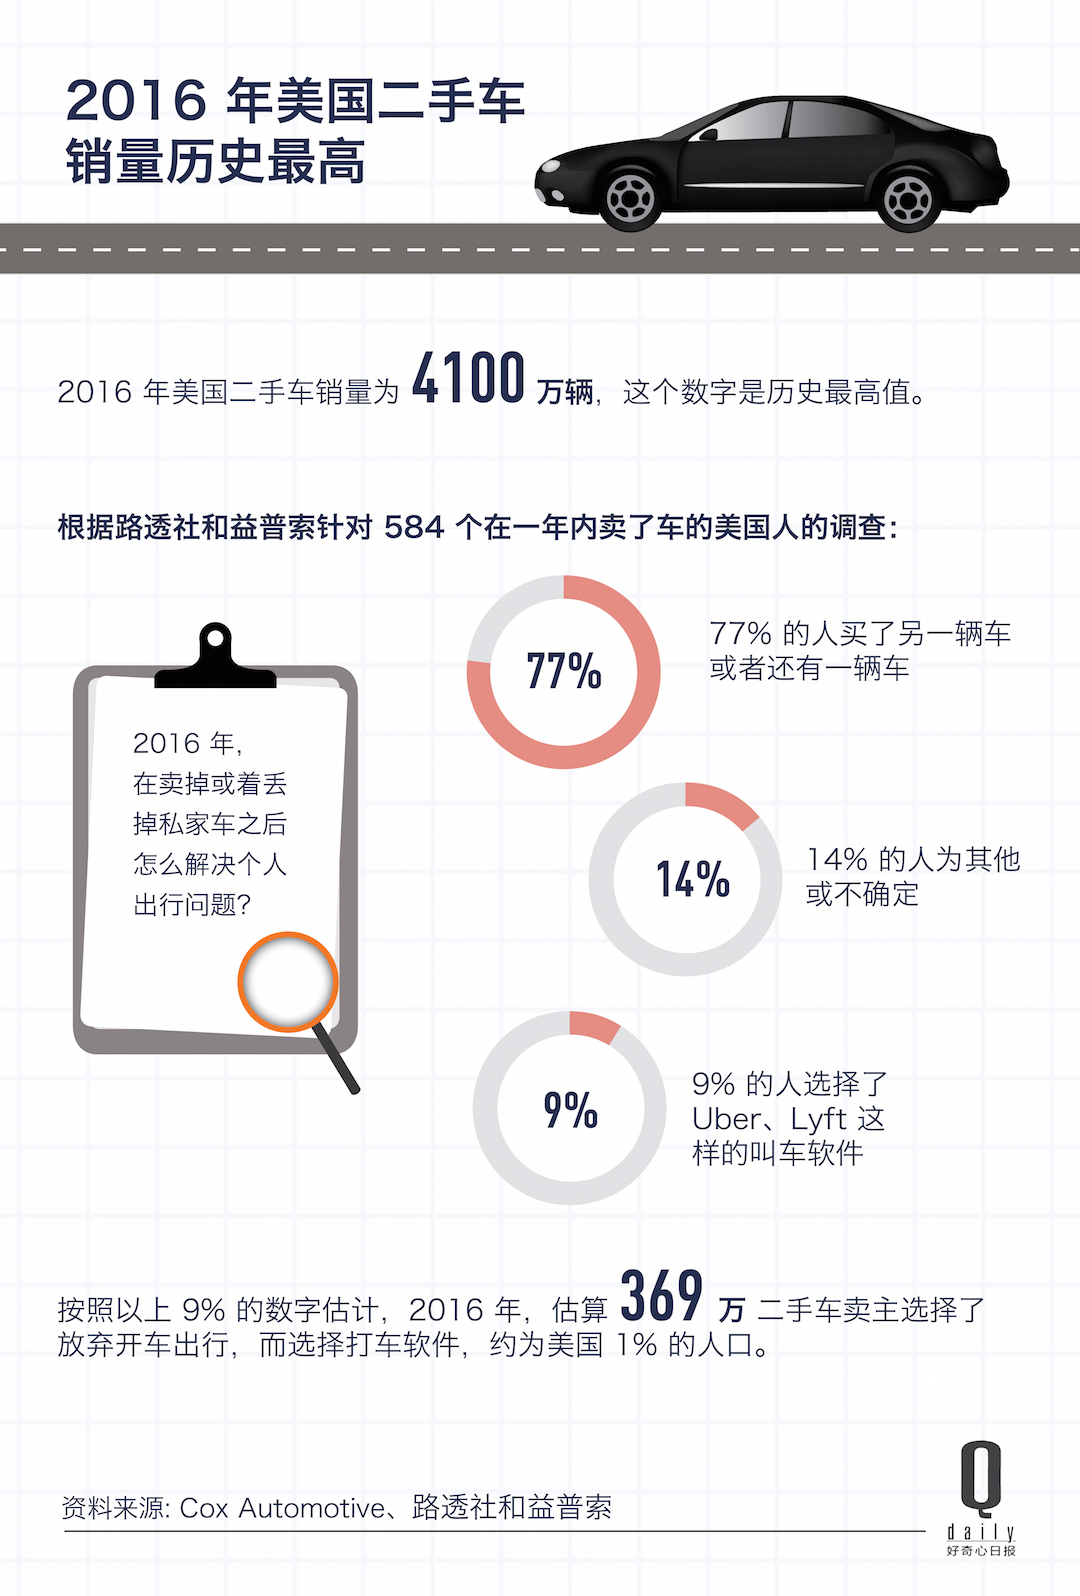 2016 年美国二手车
销量历史最高
2016 年美国二手车销量为 4100 万辆，这个数字是历史最高值。
根据路透社和益普索针对 584 个在一年内卖了车的美国人的调查：
2016 年，
在卖掉或着丢
掉私家车之后
怎么解决个人
出行问题？
77%
77% 的人买了另一辆车
或者还有一辆车
14%
14% 的人为其他
或不确定
9%
9% 的人选择了
Uber、Lyft 这
样的叫车软件
按照以上 9% 的数字估计，2016 年，估算 369 万 二手车卖主选择了
放弃开车出行，而选择打车软件，约为美国 1% 的人口。
资料来源: Cox Automotive、路透社和益普索
Q
daily
好奇心日报